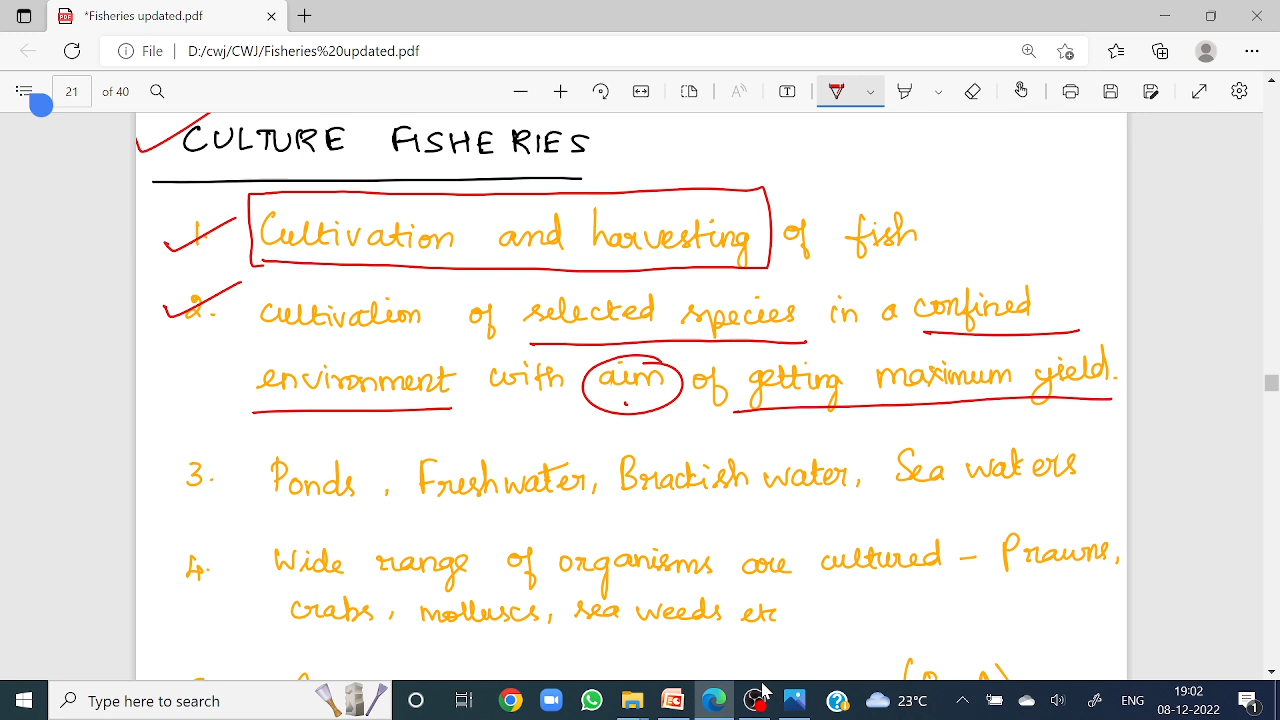 *Fisheries updated.pdf
File D:/cwj/CWJ/Fisheries%20updated.pdf
21 of 40
CULTURE FISHERIES
1. Cultivation and harvesting of fish
2. cultivation of selected species in a confined
environment with aim of getting maximum yield.
3. Ponds, Freshwater, Brackish water, Sea waters
4. Wide range of organisms are cultured - Prawns,
crabs, molluscs, sea weeds etc
Type here to search
23°C
ENG
19:02
08-12-2022